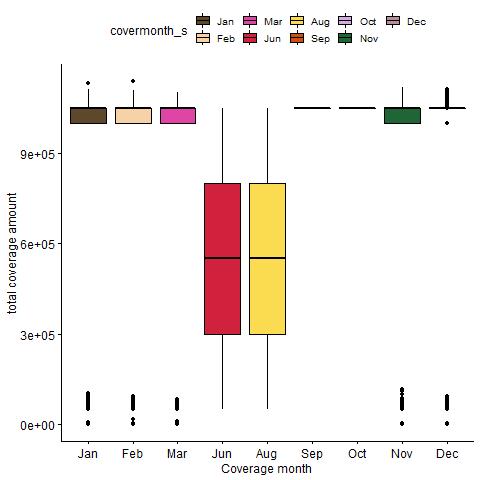 covermonth_s
Jan Mar Aug Oct Dec
Feb Jun Sep Nov
total coverage amount
9e+05
6e+05
3e+05
0e+00
Jan Feb Mar Jun Aug Sep Oct Nov Dec
Coverage month